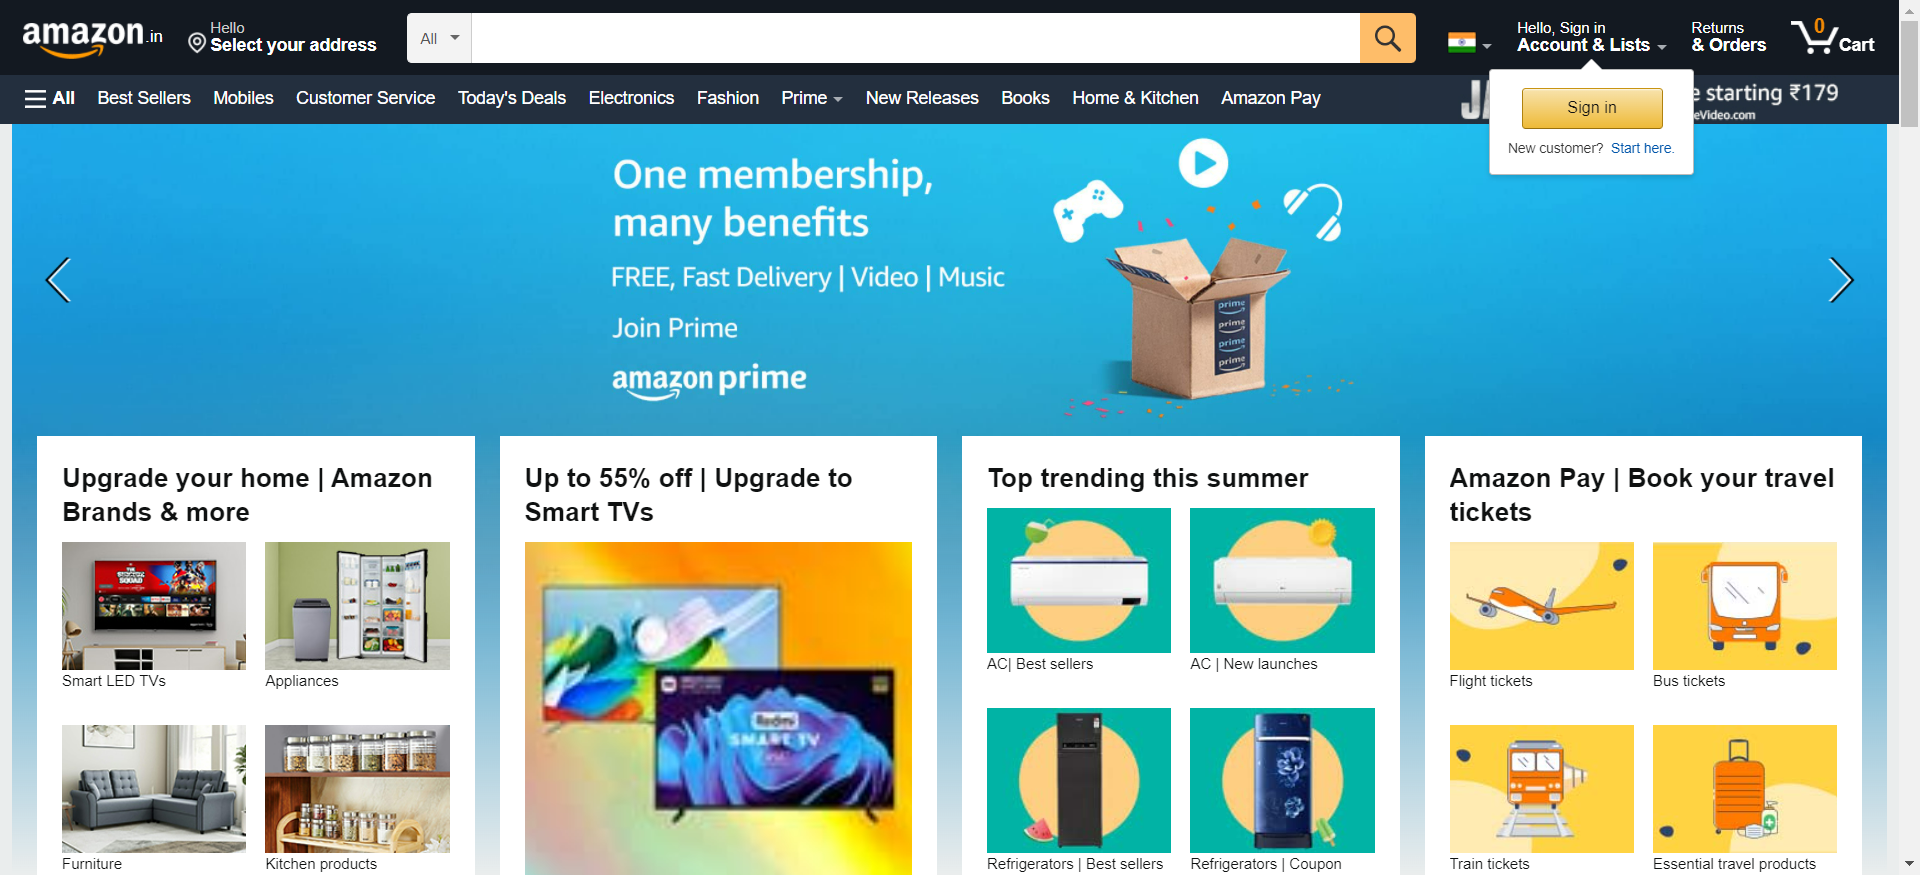 amazon.in
Hello
Select your address
All
Hello, Sign in
Account & Lists
Returns
& Orders
0
Cart
All
Best Sellers
Mobiles
Customer Service
Today's Deals
Electronics
Fashion
Prime
New Releases
Books
Home & Kitchen
Amazon Pay
starting ₹179
eVideo.com
Sign in
New customer? Start here.
One membership,
many benefits
FREE, Fast Delivery | Video | Music
Join Prime
amazon prime
prime
prime
prime
prime
Upgrade your home | Amazon
Brands & more
Smart LED TVs
Appliances
Furniture
Kitchen products
Up to 55% off | Upgrade to
Smart TVs
Redmi
SMART TV
Top trending this summer
AC| Best sellers
AC | New launches
Refrigerators | Best sellers
Refrigerators | Coupon
Amazon Pay | Book your travel
tickets
Flight tickets
Bus tickets
Train tickets
Essential travel products